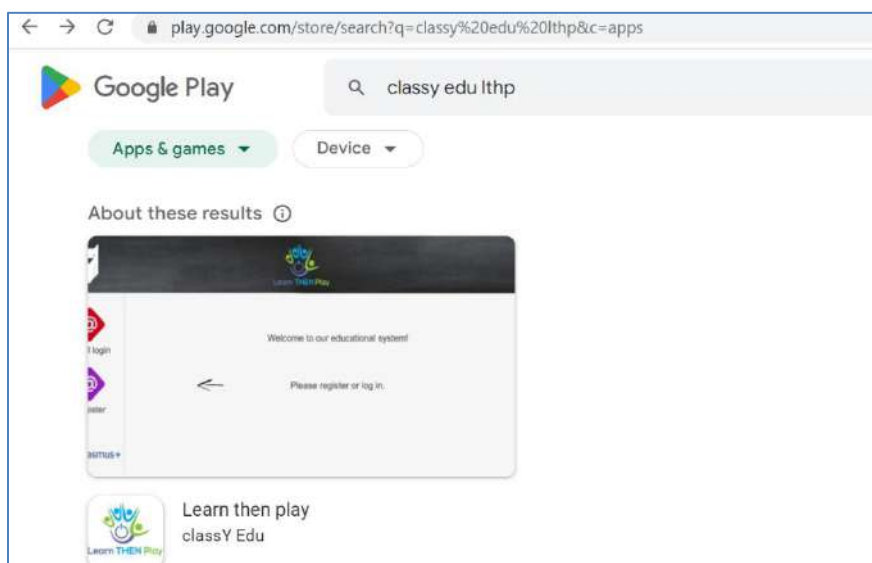 play.google.com/store/search?q=classy%20edu%20lthp&c=apps
Google Play
classy edu lthp
Apps & games
Device
About these results
Learn THEN Play
Welcome to our educational system!
login
Please register or log in.
Learn then play
classY Edu
Learn THEN Play